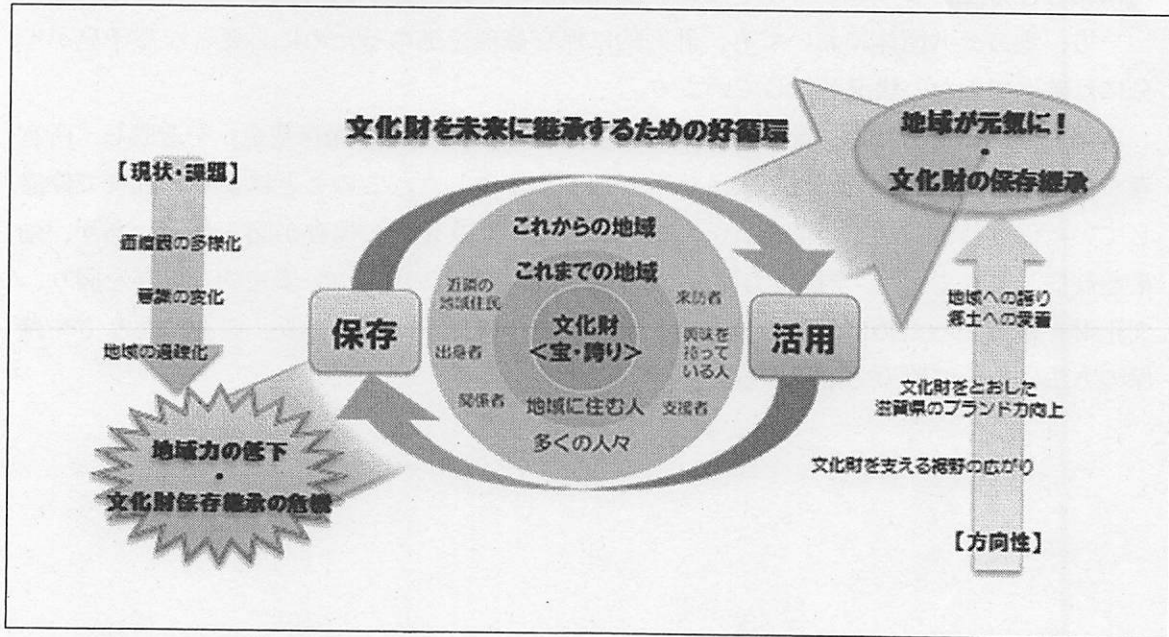 文化財を未来に継承するための好循環
【現状・課題】
価値観の多様化
意識の変化
地域の過疎化
地域力の低下
・
文化財保存継承の危機
保存
これからの地域
これまでの地域
文化財
<宝・誇り>
地域に住む人
多くの人々
近隣の
地域住民
出身者
関係者
来訪者
興味を
持って
いる人
支援者
活用
地域が元気に!
・
文化財の保存継承
地域への誇り
郷土への愛着
文化財をとおした
滋賀県のブランド力向上
文化財を支える裾野の広がり
【方向性】